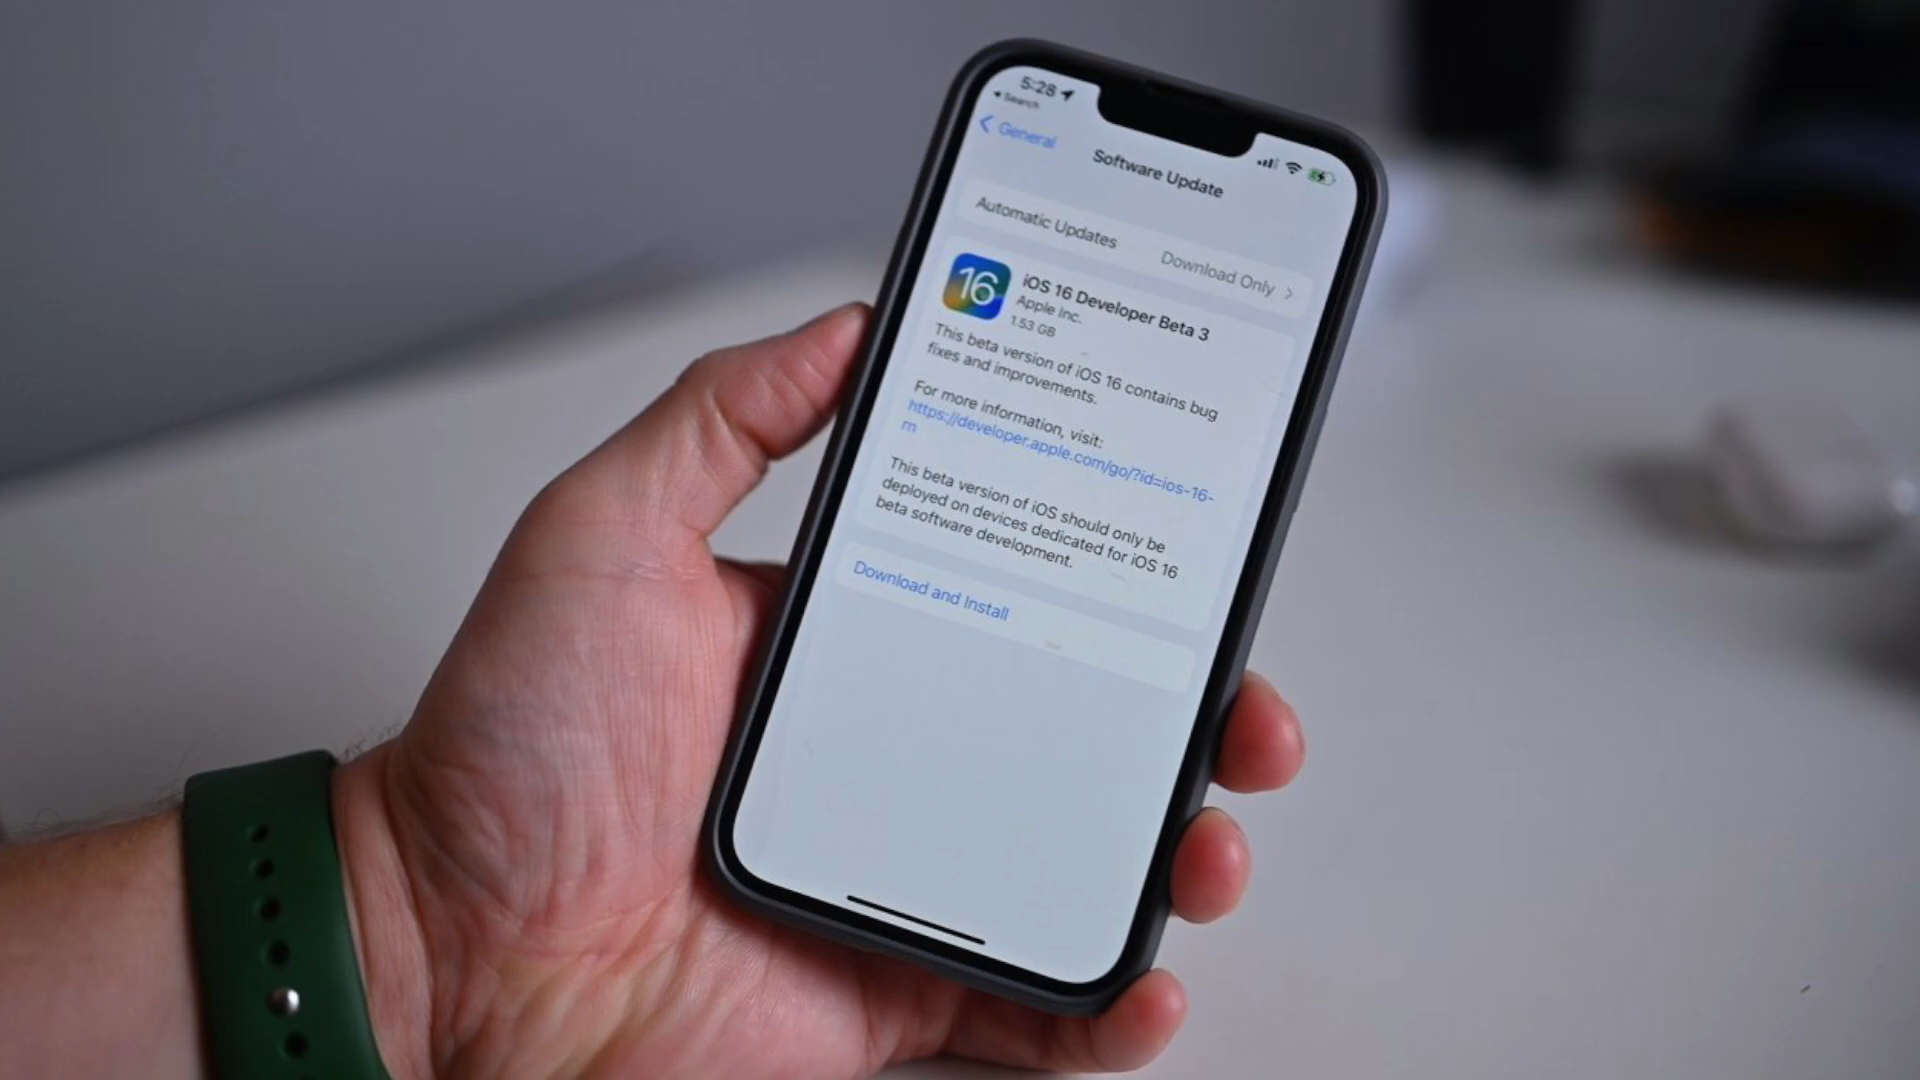 5:28
Search
General
Software Update
Automatic Updates
Download Only
16
iOS 16 Developer Beta 3
Apple Inc.
1.53 GB
This beta version of iOS 16 contains bug
fixes and improvements.
For more information, visit:
https://developer.apple.com/go/?id=ios-16-
rn
This beta version of iOS should only be
deployed on devices dedicated for iOS 16
beta software development.
Download and Install